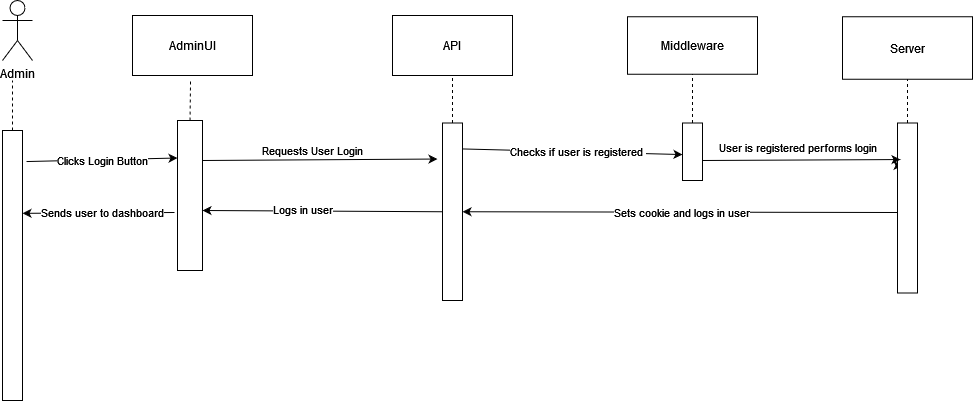 Admin
AdminUI
API
Middleware
Server
Clicks Login Button
Requests User Login
Checks if user is registered
User is registered performs login
Sends user to dashboard
Logs in user
Sets cookie and logs in user